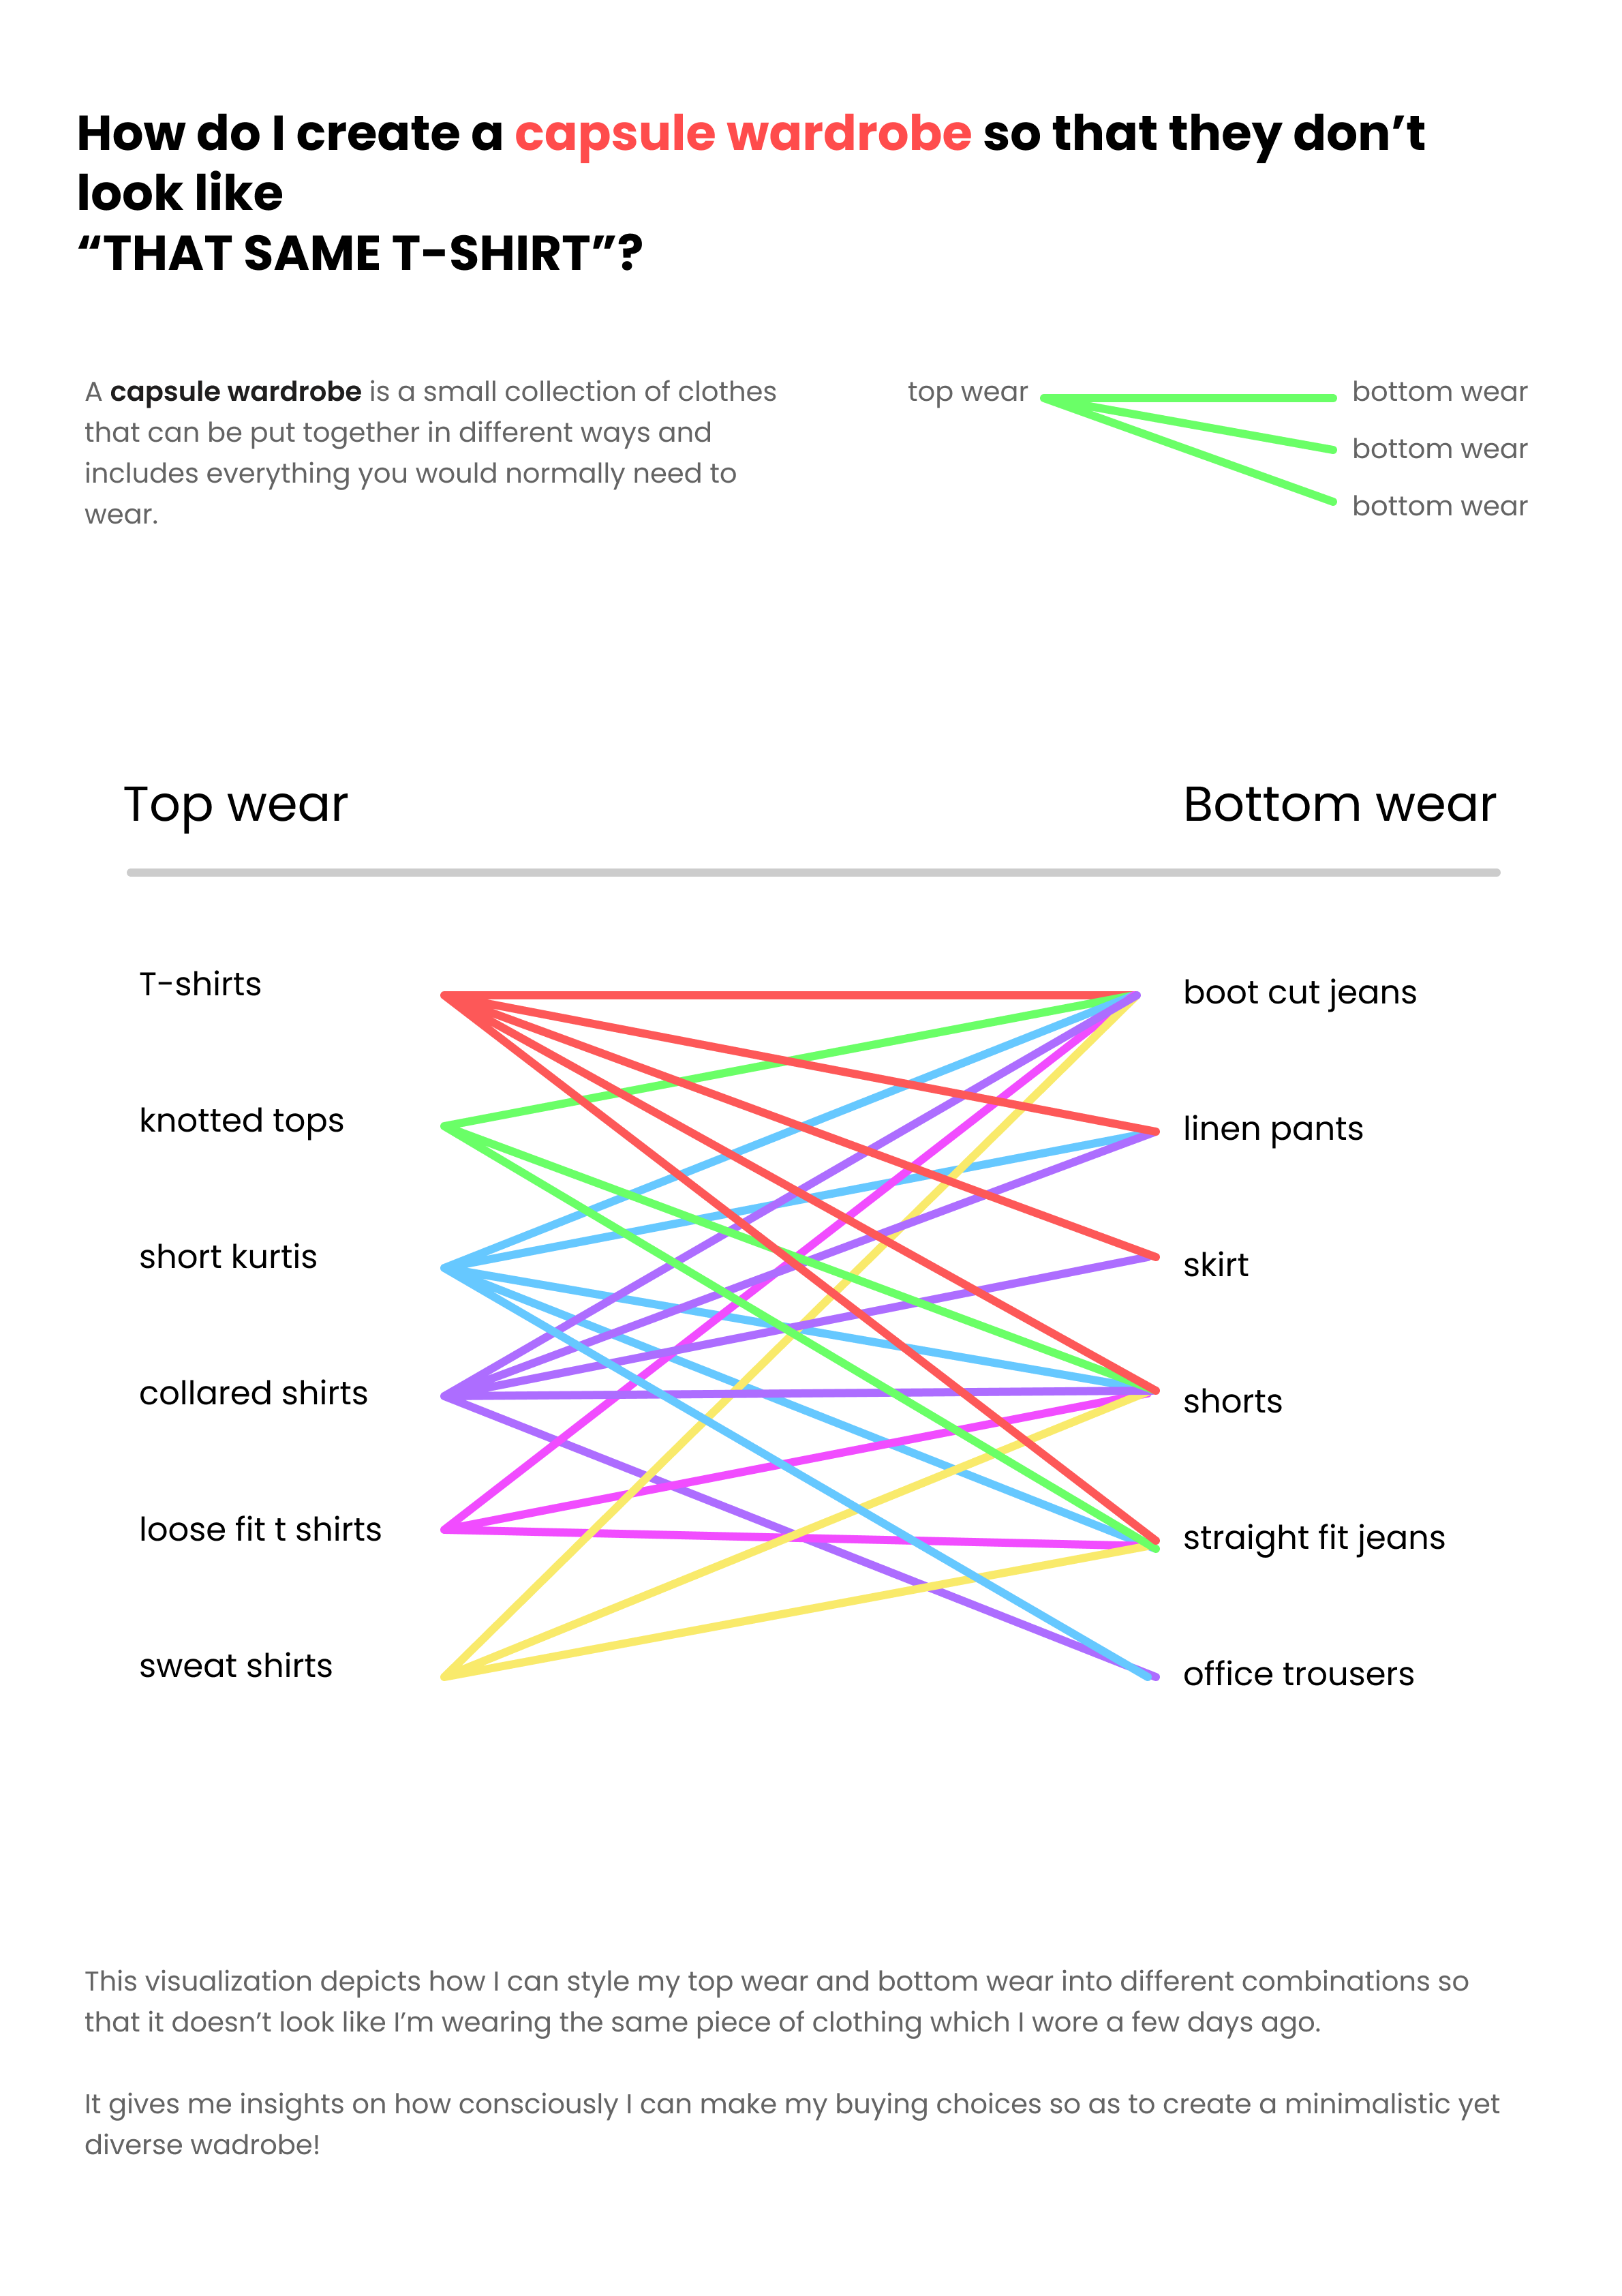 How do I create a capsule wardrobe so that they don’t
look like
“THAT SAME T-SHIRT”?
A capsule wardrobe is a small collection of clothes
that can be put together in different ways and
includes everything you would normally need to
wear.
top wear
bottom wear
bottom wear
bottom wear
Top wear
Bottom wear
T-shirts
boot cut jeans
knotted tops
linen pants
short kurtis
skirt
collared shirts
shorts
loose fit t shirts
straight fit jeans
sweat shirts
office trousers
This visualization depicts how I can style my top wear and bottom wear into different combinations so
that it doesn’t look like I’m wearing the same piece of clothing which I wore a few days ago.
It gives me insights on how consciously I can make my buying choices so as to create a minimalistic yet
diverse wadrobe!